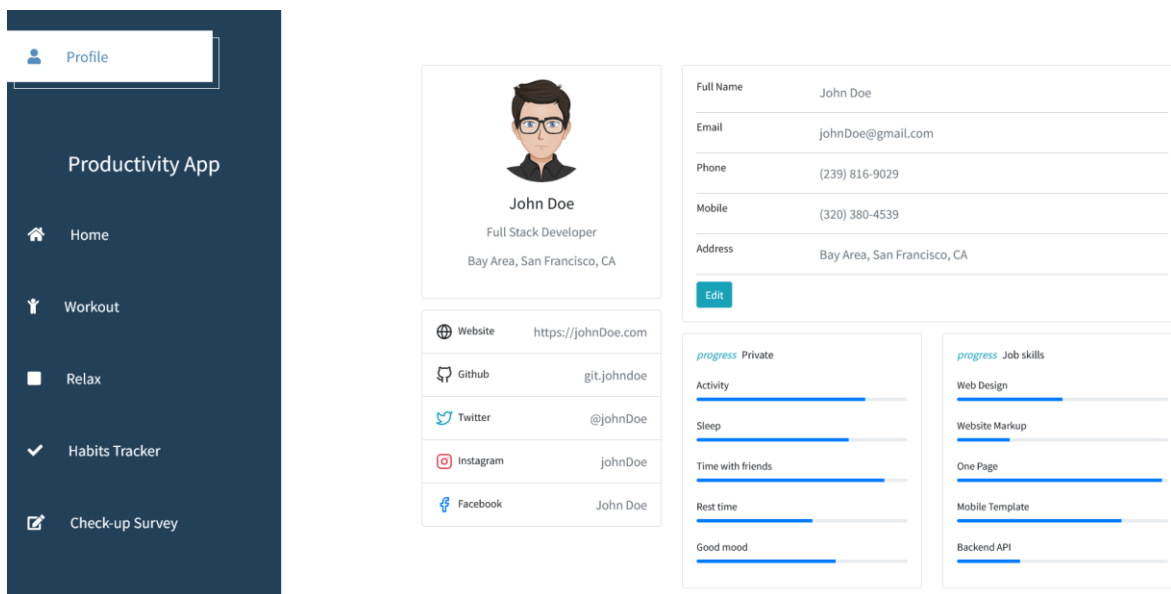 Profile
Productivity App
Home
Workout
Relax
Habits Tracker
Check-up Survey
John Doe
Full Stack Developer
Bay Area, San Francisco, CA
Website https://johnDoe.com
Github git.johndoe
Twitter @johnDoe
Instagram johnDoe
Facebook John Doe
Full Name John Doe
Email johnDoe@gmail.com
Phone (239) 816-9029
Mobile (320) 380-4539
Address Bay Area, San Francisco, CA
Edit
progress Private
Activity
Sleep
Time with friends
Rest time
Good mood
progress Job skills
Web Design
Website Markup
One Page
Mobile Template
Backend API